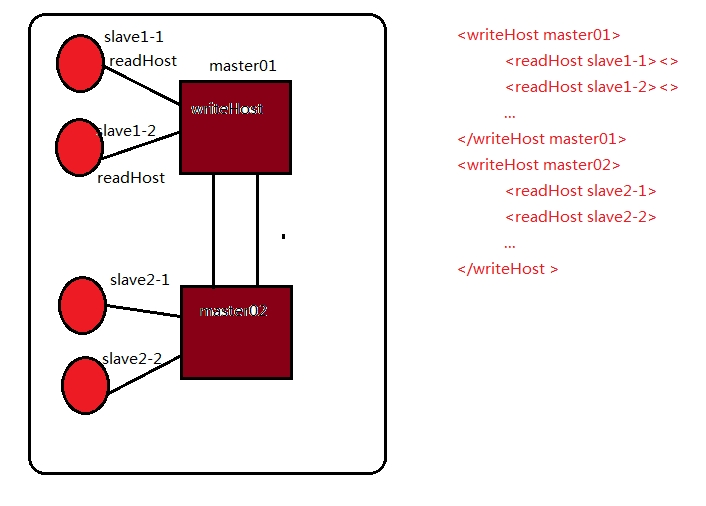 slave1-1
readHost
master01
writeHost
slave1-2
readHost
slave2-1
master02
slave2-2
<writeHost master01>
<readHost slave1-1><>
<readHost slave1-2><>
...
</writeHost master01>
<writeHost master02>
<readHost slave2-1>
<readHost slave2-2>
...
</writeHost >